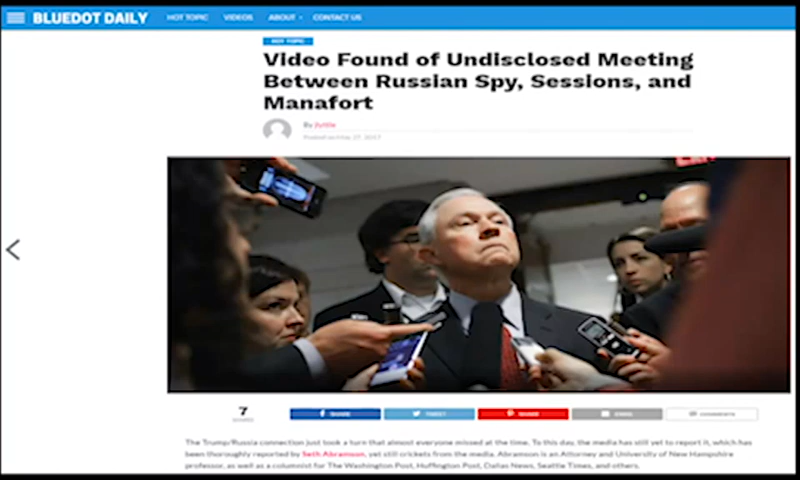 BLUEDOT DAILY HOT TOPIC VIDEOS ABOUT CONTACT US
HOT TOPIC
Video Found of Undisclosed Meeting
Between Russian Spy, Sessions, and
Manafort
By
7
SHARES
SHARE TWEET SHARE EMAIL COMMENTS
The Trump/Russia connection just took a turn that almost everyone missed at the time. To this day, the media has still yet to report it, which has
been thoroughly reported by Seth Abramson, yet still crickets from the media. Abramson is an Attorney and University of New Hampshire
professor, as well as a columnist for The Washington Post, Huffington Post, Dallas News, Seattle Times, and others.